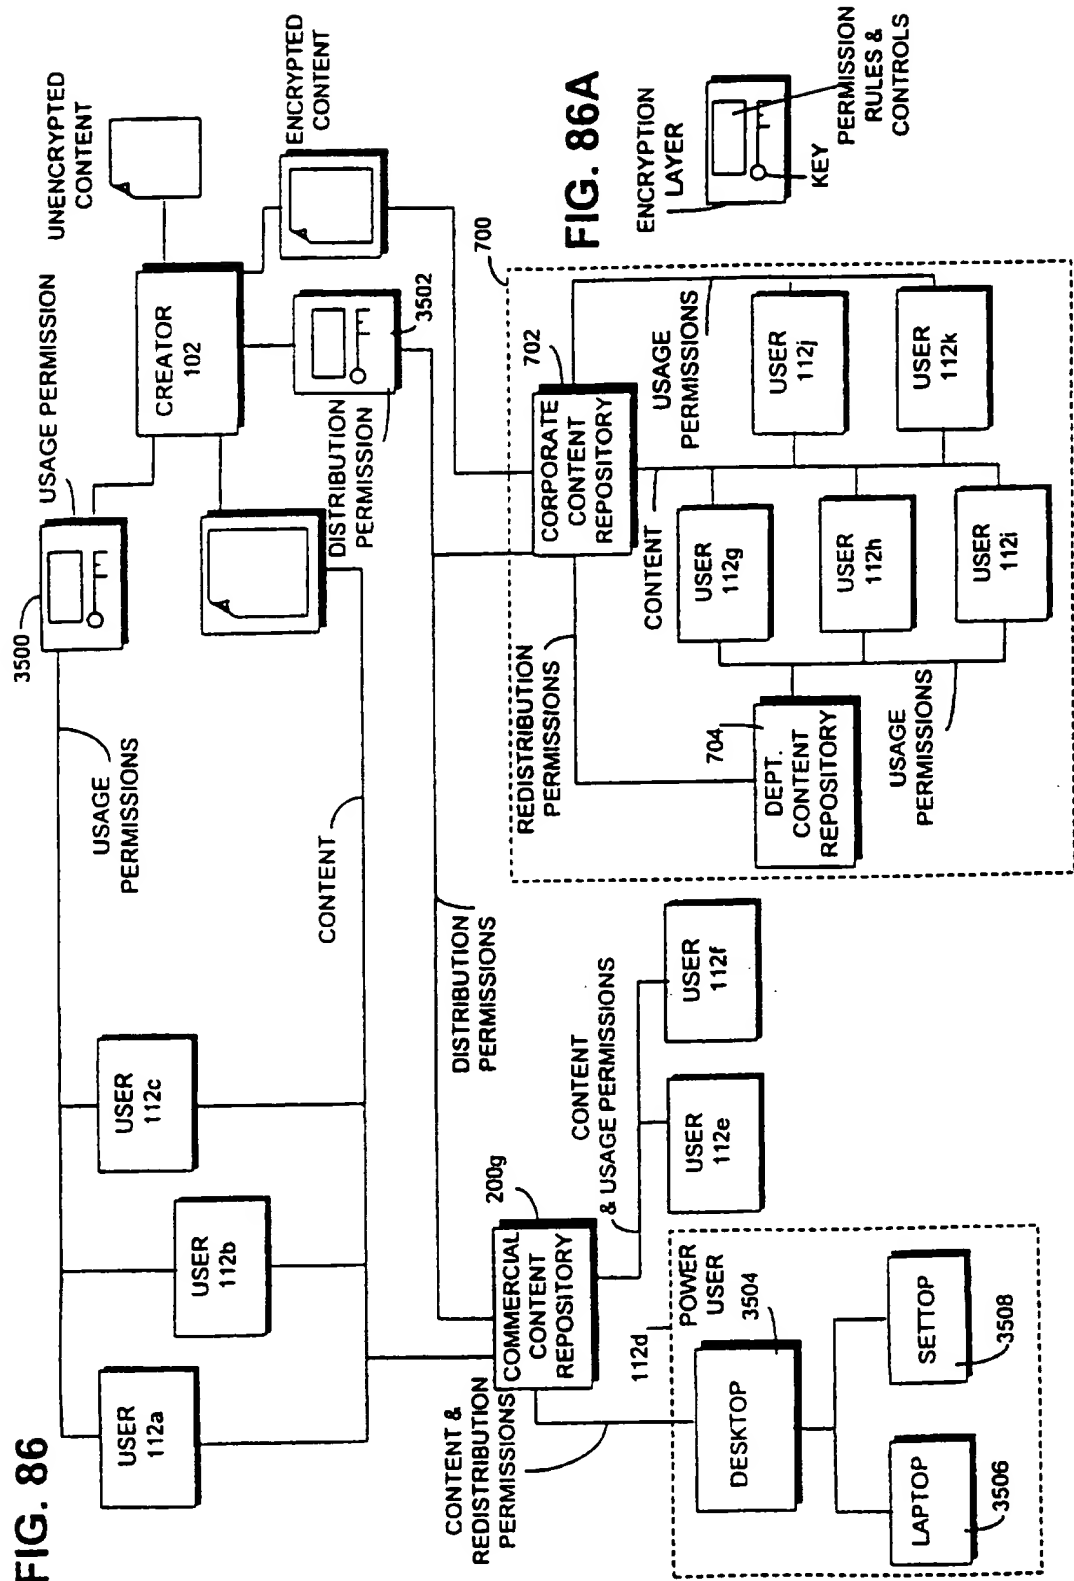 FIG. 86
3500
USAGE PERMISSION
UNENCRYPTED
CONTENT
CREATOR
102
ENCRYPTED
CONTENT
USAGE
PERMISSIONS
CONTENT
DISTRIBUTION
PERMISSION
3502
USER
112a
USER
112b
USER
112c
DISTRIBUTION
PERMISSIONS
CONTENT &
REDISTRIBUTION
PERMISSIONS
COMMERCIAL
CONTENT
REPOSITORY
200g
CONTENT
& USAGE PERMISSIONS
USER
112e
USER
112f
112d
POWER
USER
DESKTOP
3504
LAPTOP
3506
SETTOP
3508
700
702
CORPORATE
CONTENT
REPOSITORY
REDISTRIBUTION
PERMISSIONS
CONTENT
USAGE
PERMISSIONS
704
DEPT.
CONTENT
REPOSITORY
USER
112g
USER
112h
USER
112i
USER
112j
USER
112k
USAGE
PERMISSIONS
FIG. 86A
ENCRYPTION
LAYER
KEY
PERMISSION
RULES &
CONTROLS